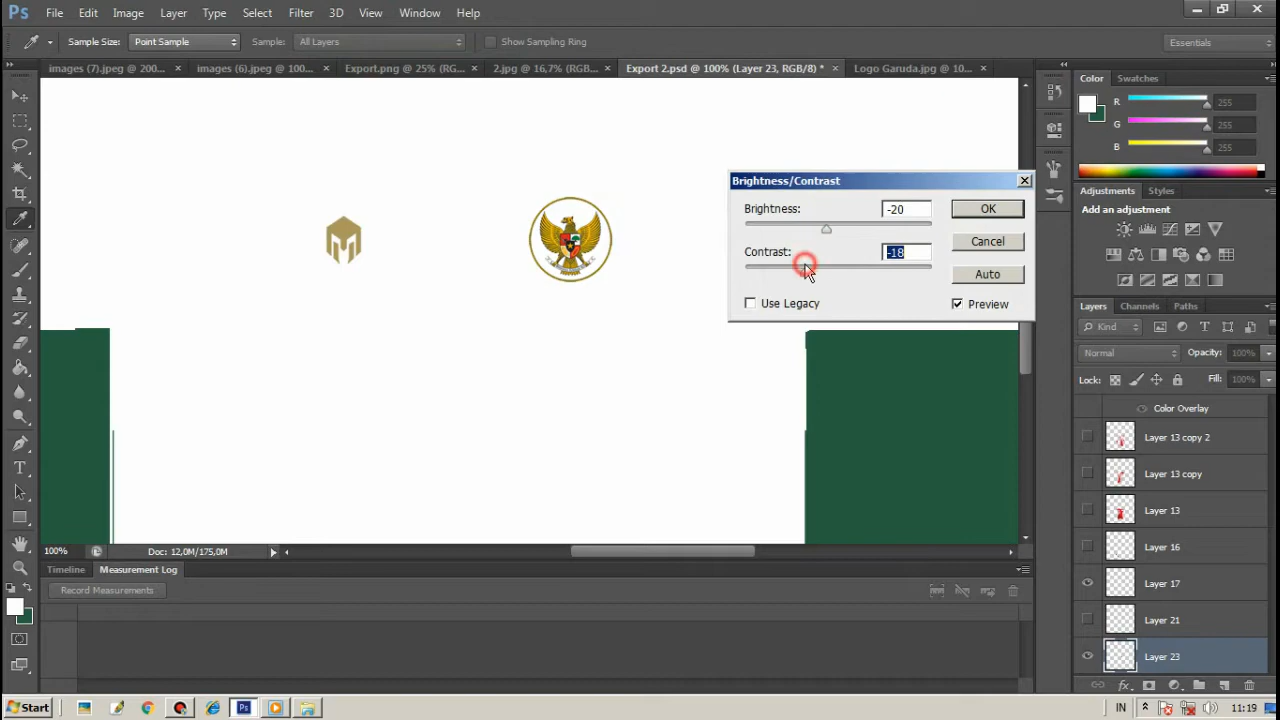 Ps File Edit Image Layer Type Select Filter 3D View Window Help
Sample Size: Point Sample Sample: All Layers Show Sampling Ring Essentials
images (7).jpeg @ 200... × images (6).jpeg @ 100... × Export.png @ 25% (RG... × 2.jpg @ 16,7% (RGB... × Export 2.psd @ 100% (Layer 23, RGB/8) * × Logo Garuda.jpg @ 10... ×
Color Swatches
R 255
G 255
B 255
Brightness/Contrast
Brightness: -20 OK
Contrast: -18 Cancel
Auto
Use Legacy Preview
Adjustments Styles
Add an adjustment
Layers Channels Paths
Kind
Normal Opacity: 100%
Lock: Fill: 100%
Color Overlay
Layer 13 copy 2
Layer 13 copy
Layer 13
Layer 16
Layer 17
Layer 21
Layer 23
100% Doc: 12,0M/175,0M
Timeline Measurement Log
Record Measurements
Start Ps IN 11:19